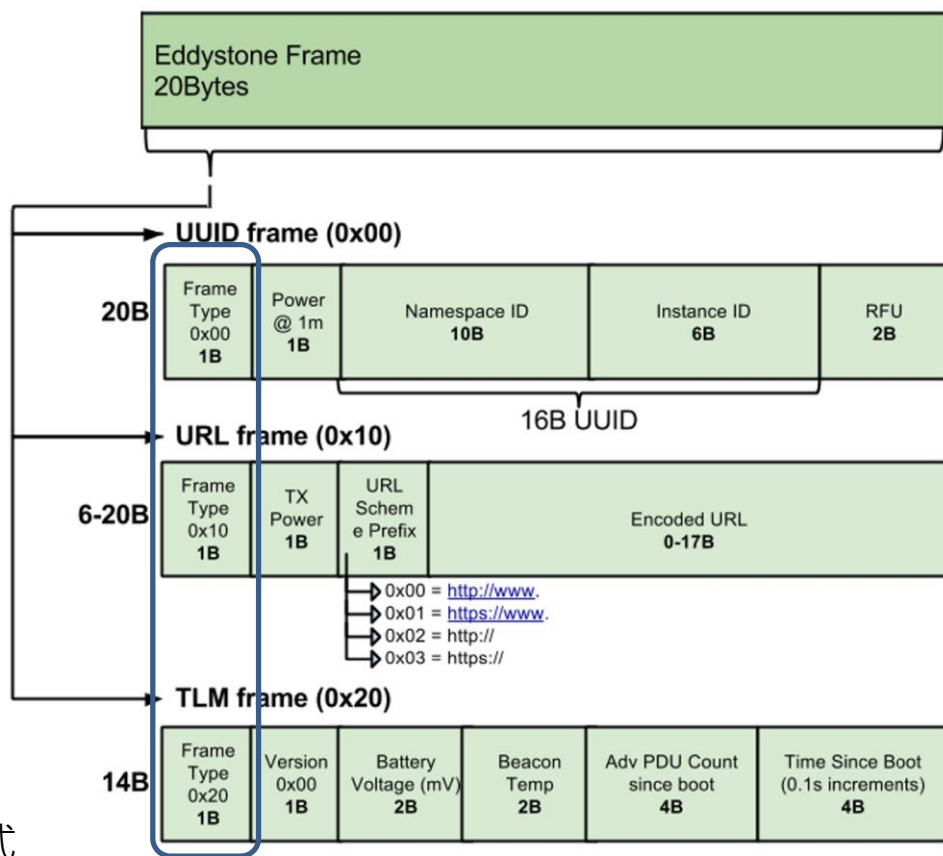 Eddystone Frame
20Bytes
UUID frame (0x00)
20B
Frame
Type
0x00
1B
Power
@ 1m
1B
Namespace ID
10B
Instance ID
6B
RFU
2B
16B UUID
URL frame (0x10)
6-20B
Frame
Type
0x10
1B
TX
Power
1B
URL
Schem
e Prefix
1B
Encoded URL
0-17B
0x00 = http://www.
0x01 = https://www.
0x02 = http://
0x03 = https://
TLM frame (0x20)
14B
Frame
Type
0x20
1B
Version
0x00
1B
Battery
Voltage (mV)
2B
Beacon
Temp
2B
Adv PDU Count
since boot
4B
Time Since Boot
(0.1s increments)
4B